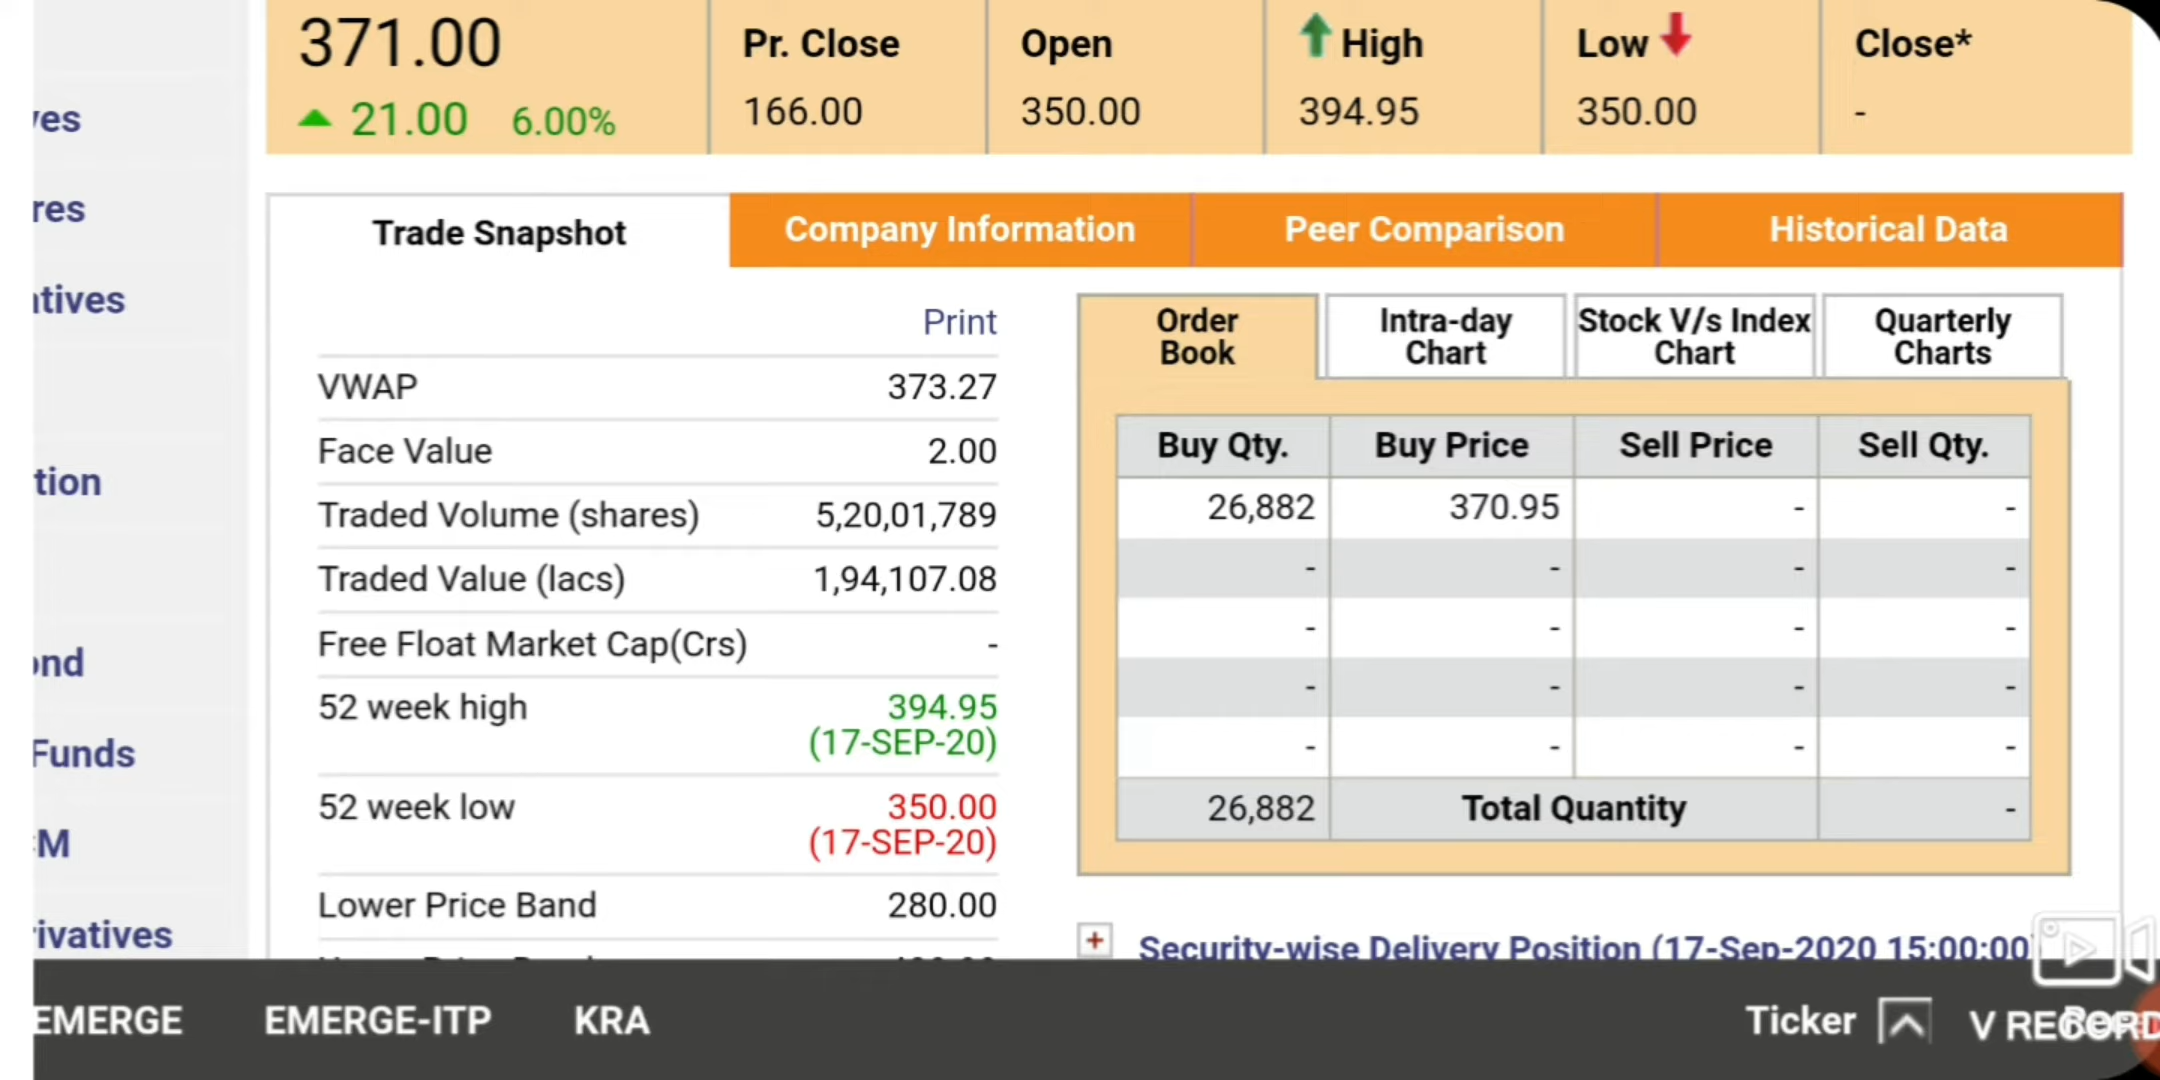 371.00
21.00 6.00%
Pr. Close Open High Low Close*
166.00 350.00 394.95 350.00 -
ves
res
atives
tion
ond
Funds
M
rivatives
Trade Snapshot Company Information Peer Comparison Historical Data
Print
VWAP 373.27
Face Value 2.00
Traded Volume (shares) 5,20,01,789
Traded Value (lacs) 1,94,107.08
Free Float Market Cap(Crs) -
52 week high 394.95
(17-SEP-20)
52 week low 350.00
(17-SEP-20)
Lower Price Band 280.00
Order
Book
Intra-day
Chart
Stock V/s Index
Chart
Quarterly
Charts
Buy Qty. Buy Price Sell Price Sell Qty.
26,882 370.95 - -
- - - -
- - - -
- - - -
- - - -
26,882 Total Quantity -
+ Security-wise Delivery Position (17-Sep-2020 15:00:00)
EMERGE EMERGE-ITP KRA Ticker V RECORD